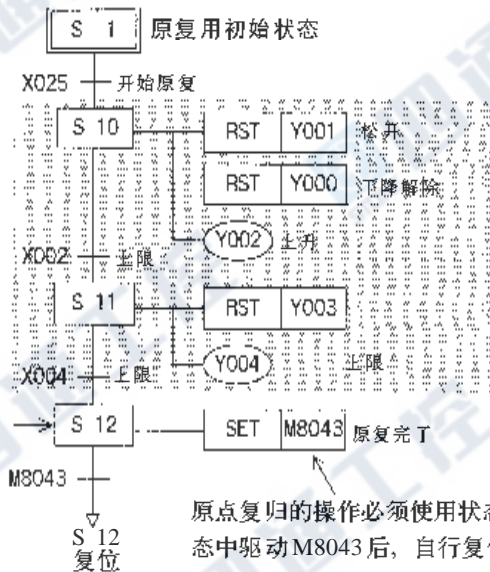 S 1 原复用初始状态
X025 开始原复
S 10 RST Y001 松开
RST Y000 下降解除
Y002 上升
X002 上限
S 11 RST Y003
Y004 上限
X004 上限
S 12 SET M8043 原复完了
M8043
S 12
复位
原点复归的操作必须使用状态
态中驱动M8043后，自行复位